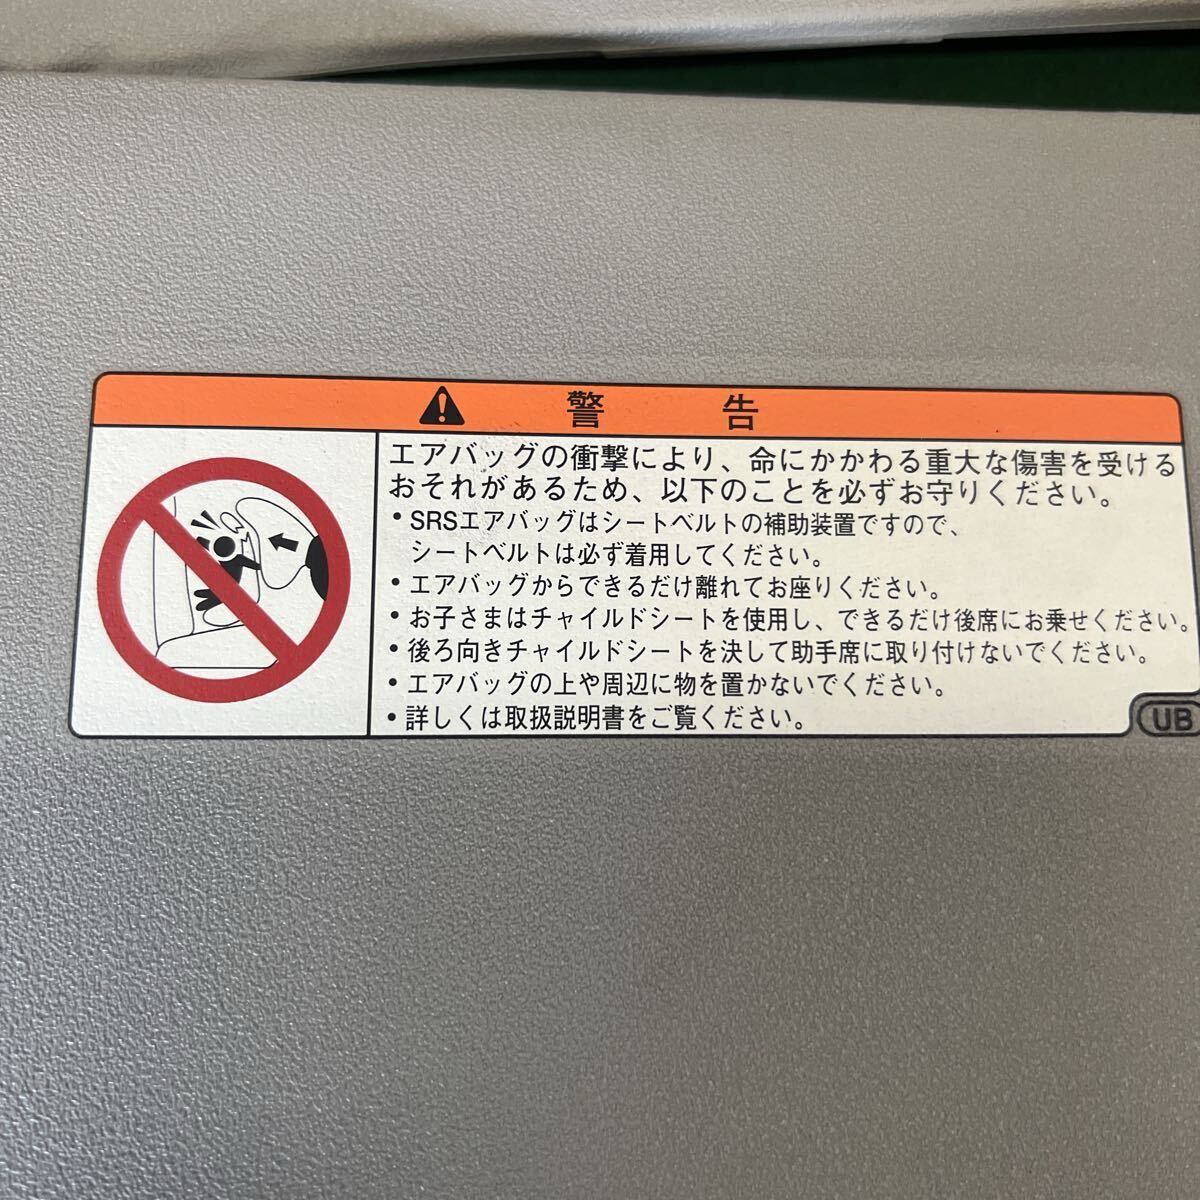 警告
エアバッグの衝撃により、命にかかわる重大な傷害を受ける
おそれがあるため、以下のことを必ずお守りください。
・SRSエアバッグはシートベルトの補助装置ですので、
シートベルトは必ず着用してください。
・エアバッグからできるだけ離れてお座りください。
・お子さまはチャイルドシートを使用し、できるだけ後席にお乗せください。
・後ろ向きチャイルドシートを決して助手席に取り付けないでください。
・エアバッグの上や周辺に物を置かないでください。
・詳しくは取扱説明書をご覧ください。
UB